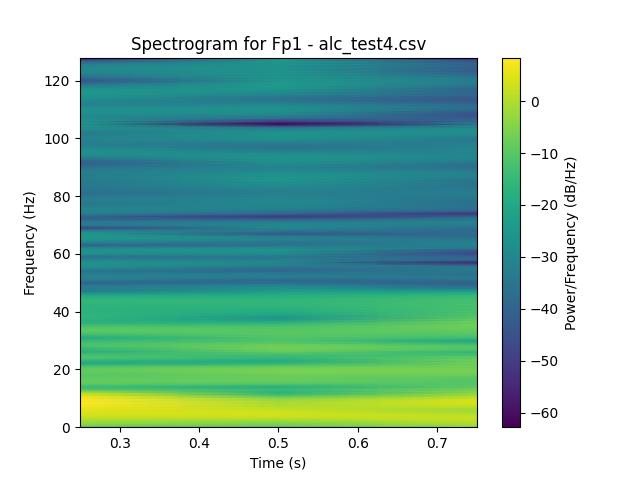 Spectrogram for Fp1 - alc_test4.csv
120
100
80
60
40
20
0
Frequency (Hz)
0.3 0.4 0.5 0.6 0.7
Time (s)
0
−10
−20
−30
−40
−50
−60
Power/Frequency (dB/Hz)